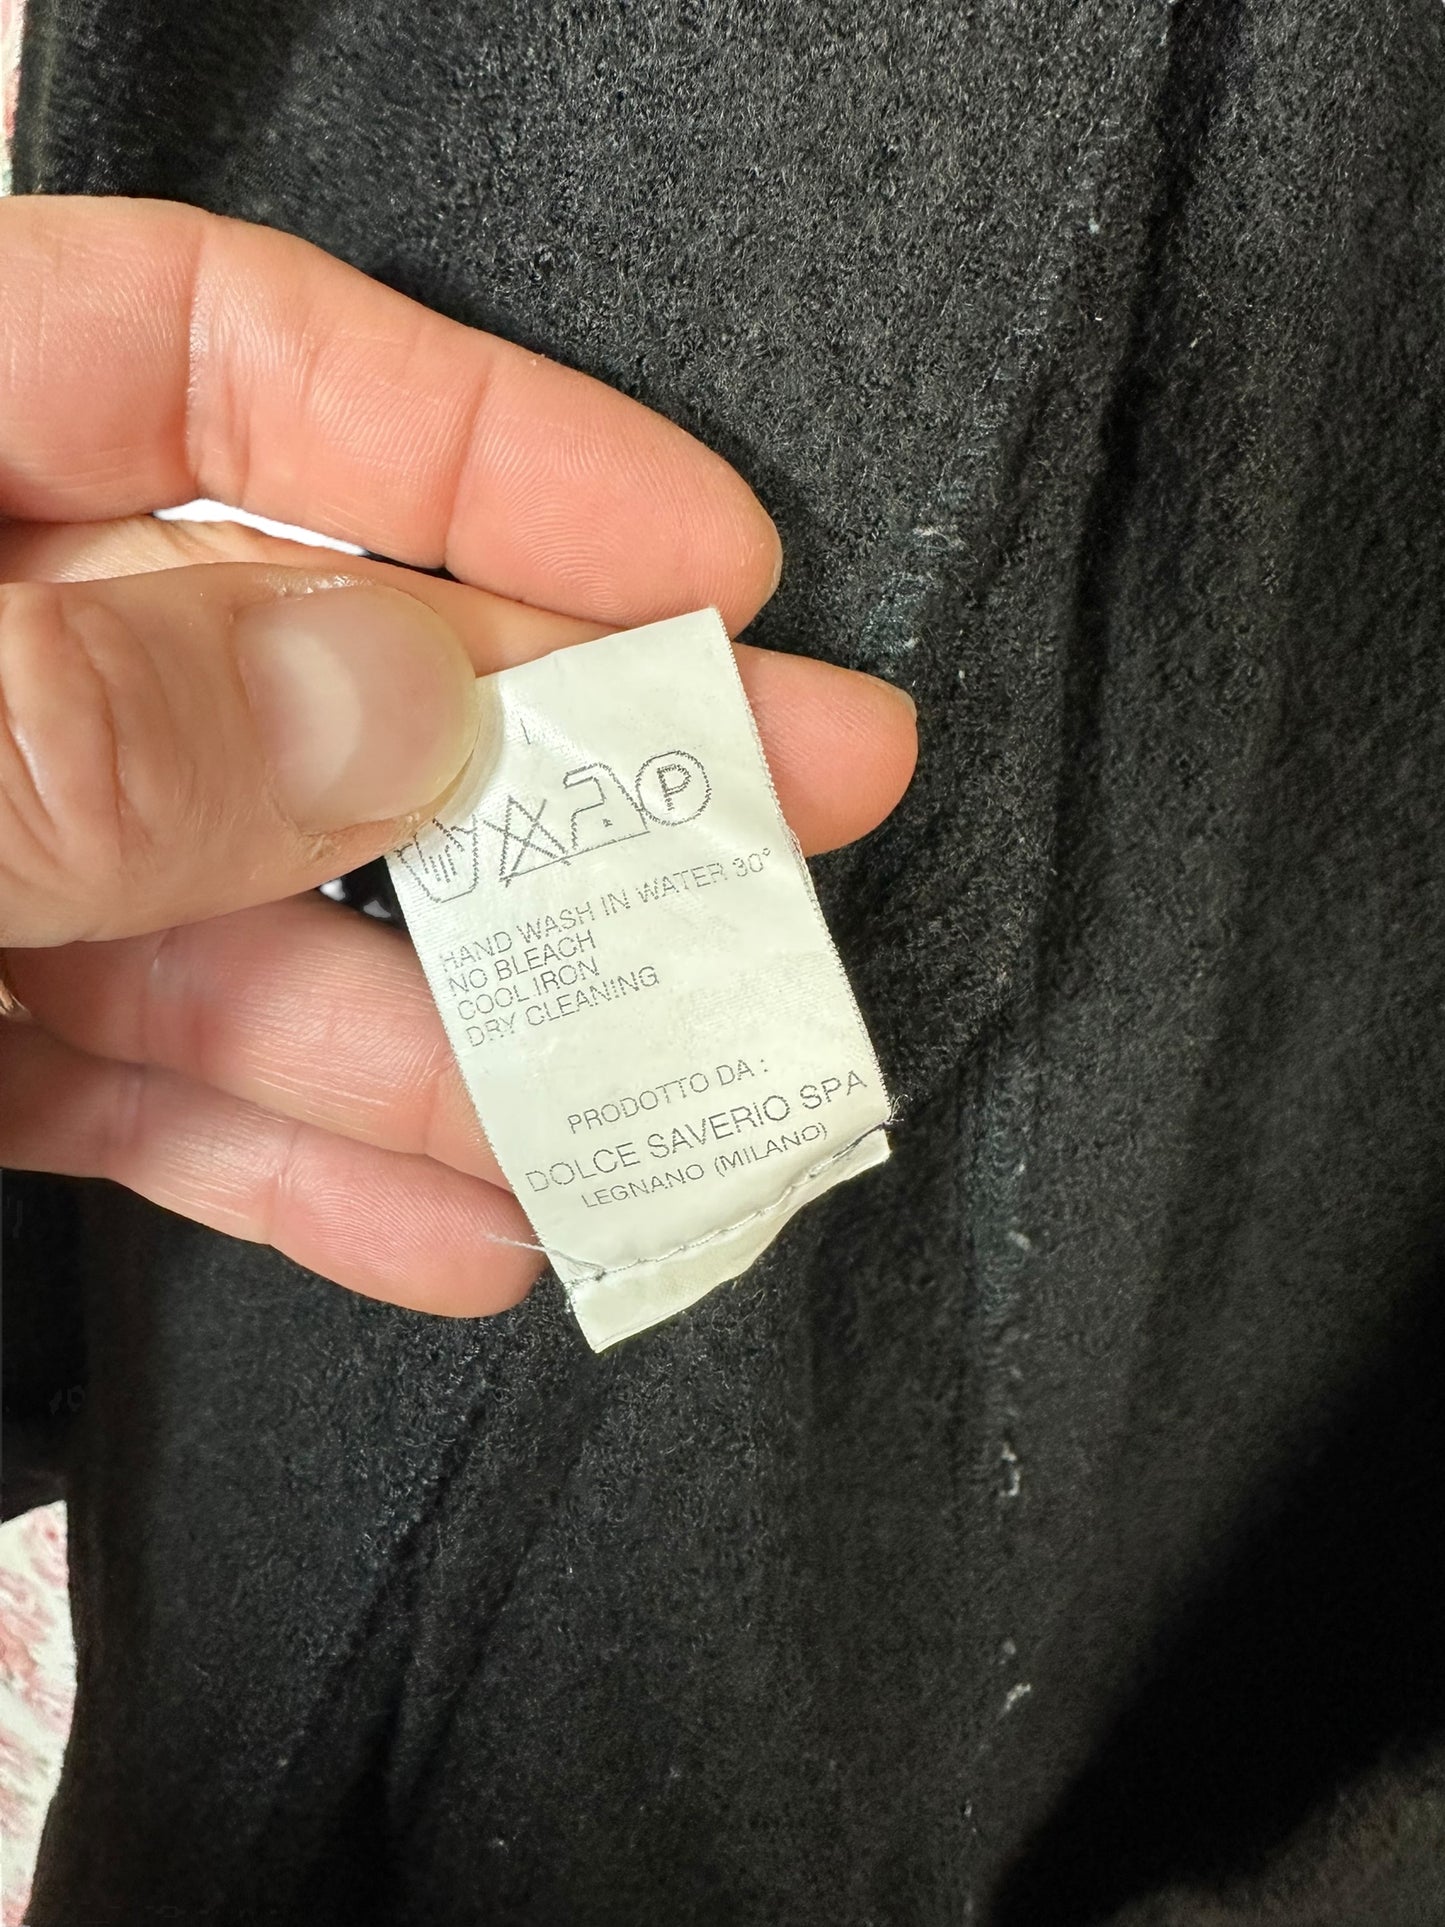 P
HAND WASH IN WATER 30°
NO BLEACH
COOL IRON
DRY CLEANING
PRODOTTO DA :
DOLCE SAVERIO SPA
LEGNANO (MILANO)